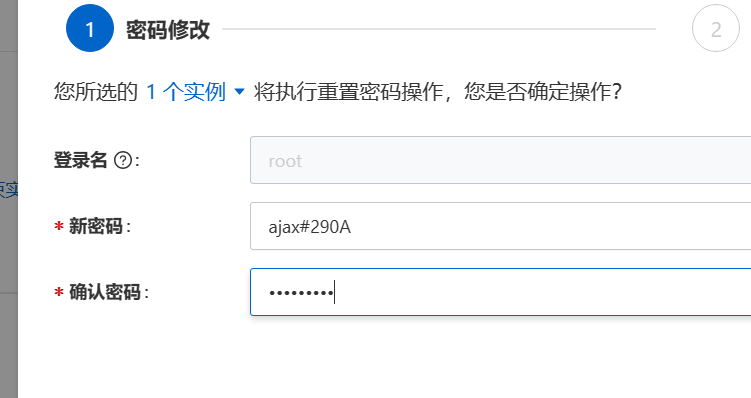 1 密码修改 2
您所选的 1 个实例 将执行重置密码操作，您是否确定操作？
登录名 ? :
root
* 新密码：
ajax#290A
* 确认密码：
•••••••••